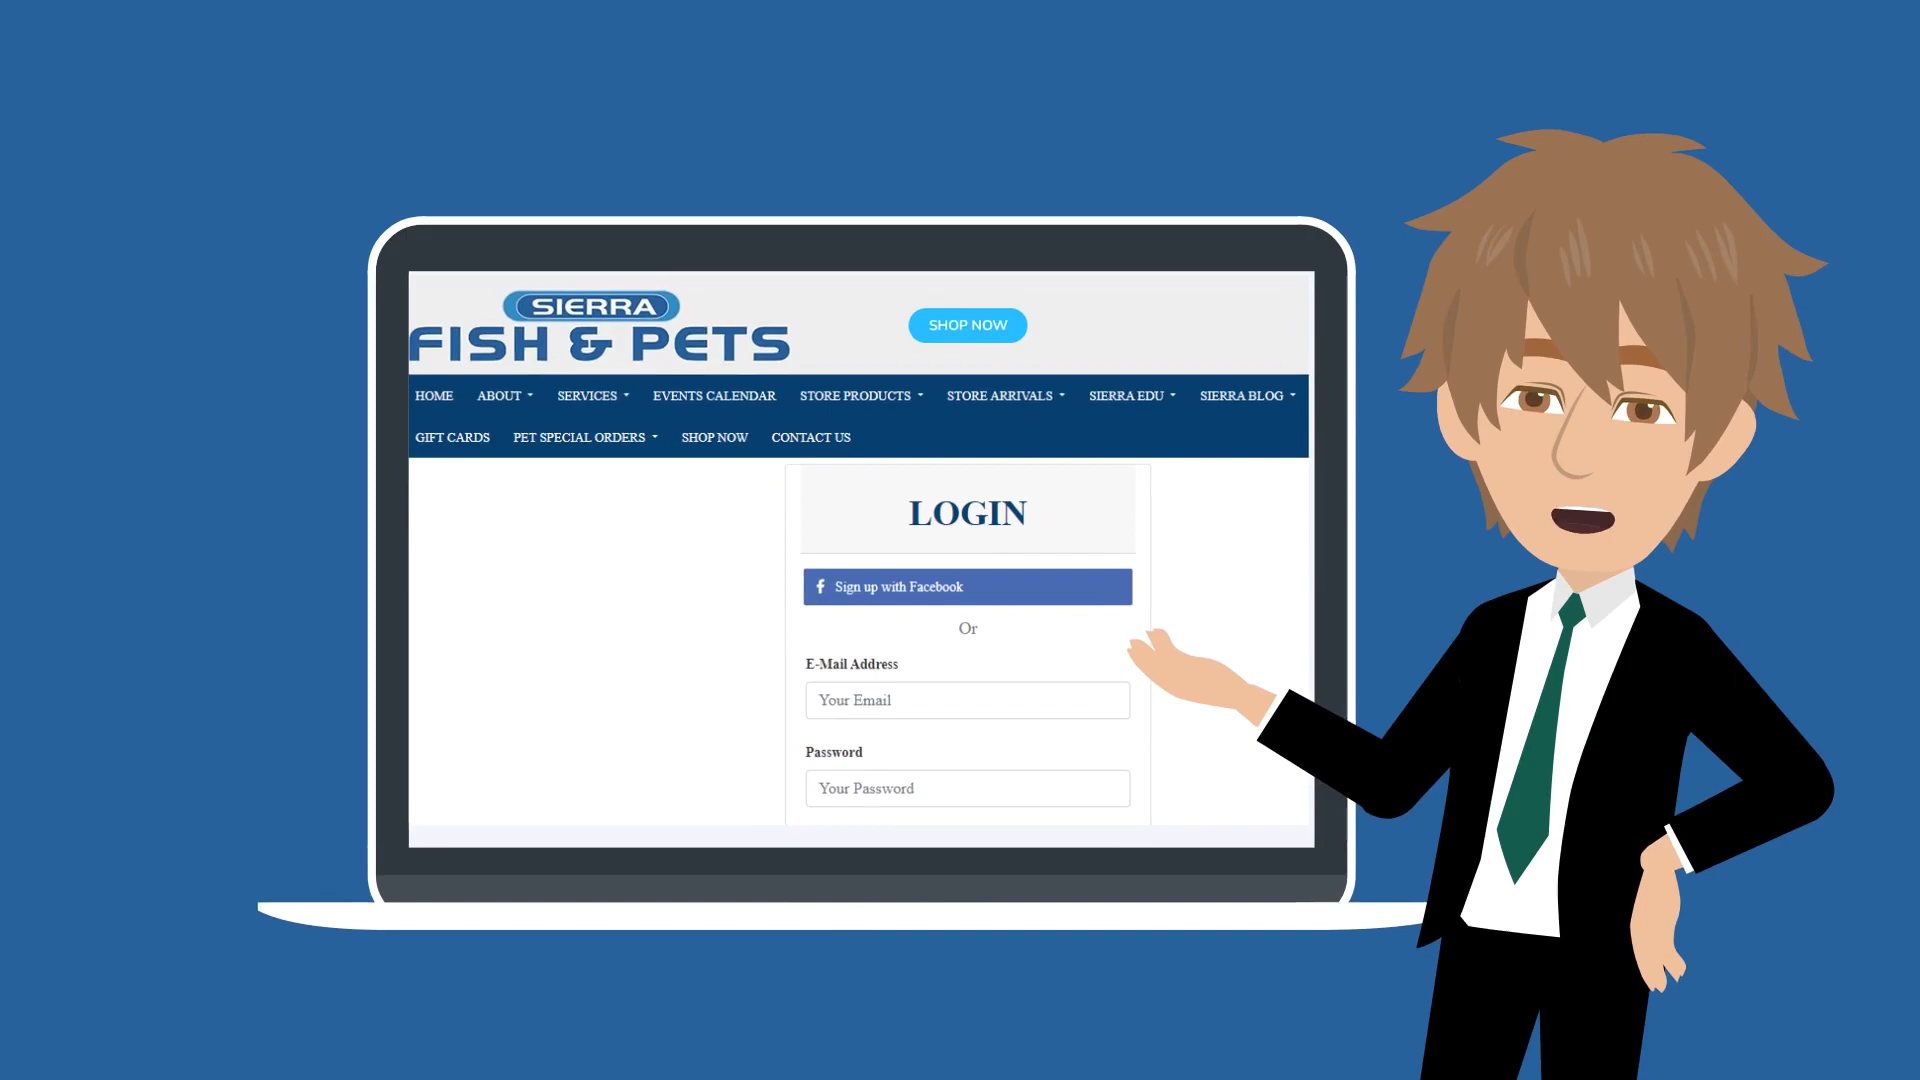 SIERRA
FISH & PETS
SHOP NOW
HOME ABOUT SERVICES EVENTS CALENDAR STORE PRODUCTS STORE ARRIVALS SIERRA EDU SIERRA BLOG
GIFT CARDS PET SPECIAL ORDERS SHOP NOW CONTACT US
LOGIN
f Sign up with Facebook
Or
E-Mail Address
Your Email
Password
Your Password